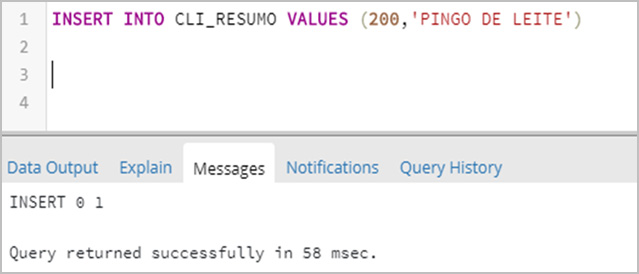 1 INSERT INTO CLI_RESUMO VALUES (200,'PINGO DE LEITE')
2
3
4
Data Output Explain Messages Notifications Query History
INSERT 0 1
Query returned successfully in 58 msec.